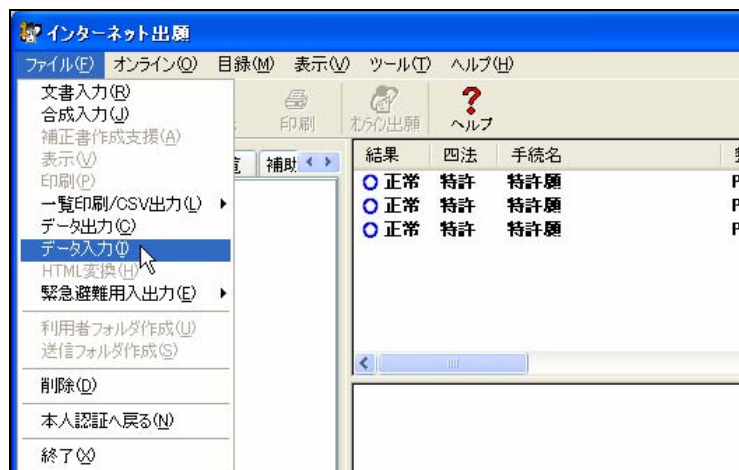 インターネット出願
ファイル(F) オンライン(O) 目録(M) 表示(V) ツール(T) ヘルプ(H)
文書入力(R)
合成入力(J)
補正書作成支援(A)
表示(V)
印刷(P)
一覧印刷/CSV出力(L)
データ出力(C)
データ入力(I)
HTML変換(H)
緊急避難用入出力(E)
利用者フォルダ作成(U)
送信フォルダ作成(S)
削除(D)
本人認証へ戻る(N)
終了(X)
印刷 オンライン出願 ヘルプ
補助
結果 四法 手続名
正常 特許 特許願 P
正常 特許 特許願 P
正常 特許 特許願 P